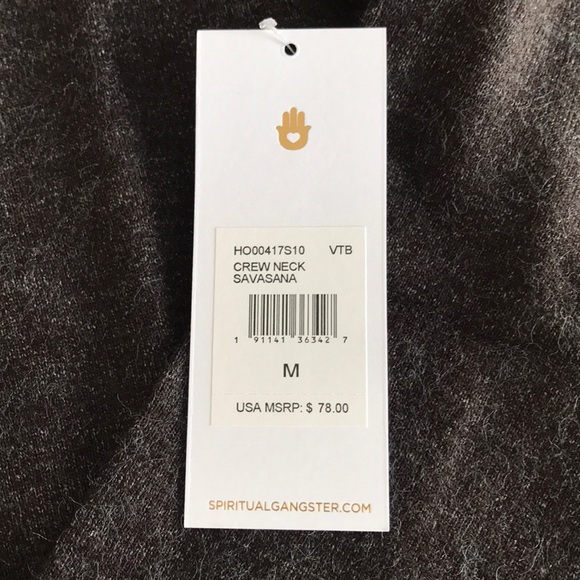 HO00417S10 VTB
CREW NECK
SAVASANA
1 91141 36342 7
M
USA MSRP: $ 78.00
SPIRITUALGANGSTER.COM